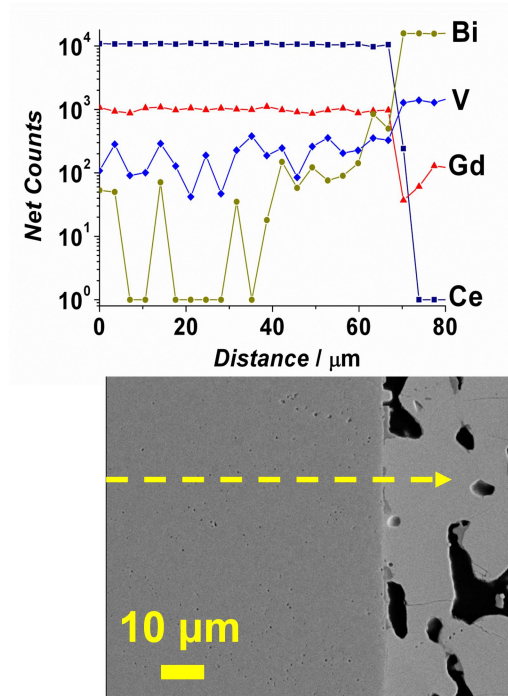 10⁴
Bi
10³
V
10²
Gd
10¹
10⁰
Ce
0
20
40
60
80
Net Counts
Distance / μm
10 μm